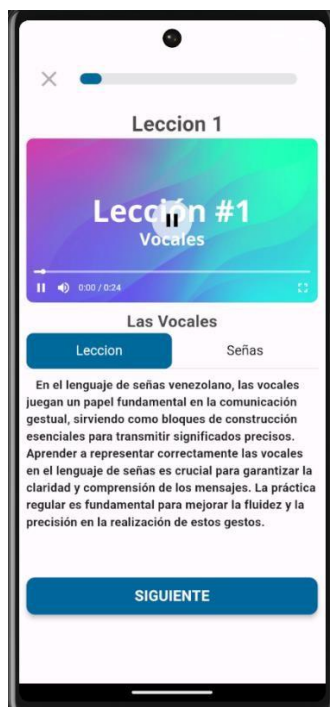 Leccion 1
Lección #1
Vocales
0:00 / 0:24
Las Vocales
Leccion
Señas
En el lenguaje de señas venezolano, las vocales
juegan un papel fundamental en la comunicación
gestual, sirviendo como bloques de construcción
esenciales para transmitir significados precisos.
Aprender a representar correctamente las vocales
en el lenguaje de señas es crucial para garantizar la
claridad y comprensión de los mensajes. La práctica
regular es fundamental para mejorar la fluidez y la
precisión en la realización de estos gestos.
SIGUIENTE